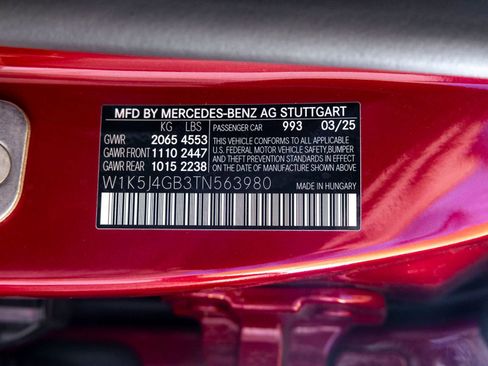 MFD BY MERCEDES-BENZ AG STUTTGART
KG LBS PASSENGER CAR 993 03/25
GVWR 2065 4553
GAWR FRONT 1110 2447
GAWR REAR 1015 2238
THIS VEHICLE CONFORMS TO ALL APPLICABLE
U.S. FEDERAL MOTOR VEHICLE SAFETY, BUMPER
AND THEFT PREVENTION STANDARDS IN EFFECT
ON THE DATE OF MANUFACTURE SHOWN ABOVE.
W1K5J4GB3TN563980 MADE IN HUNGARY